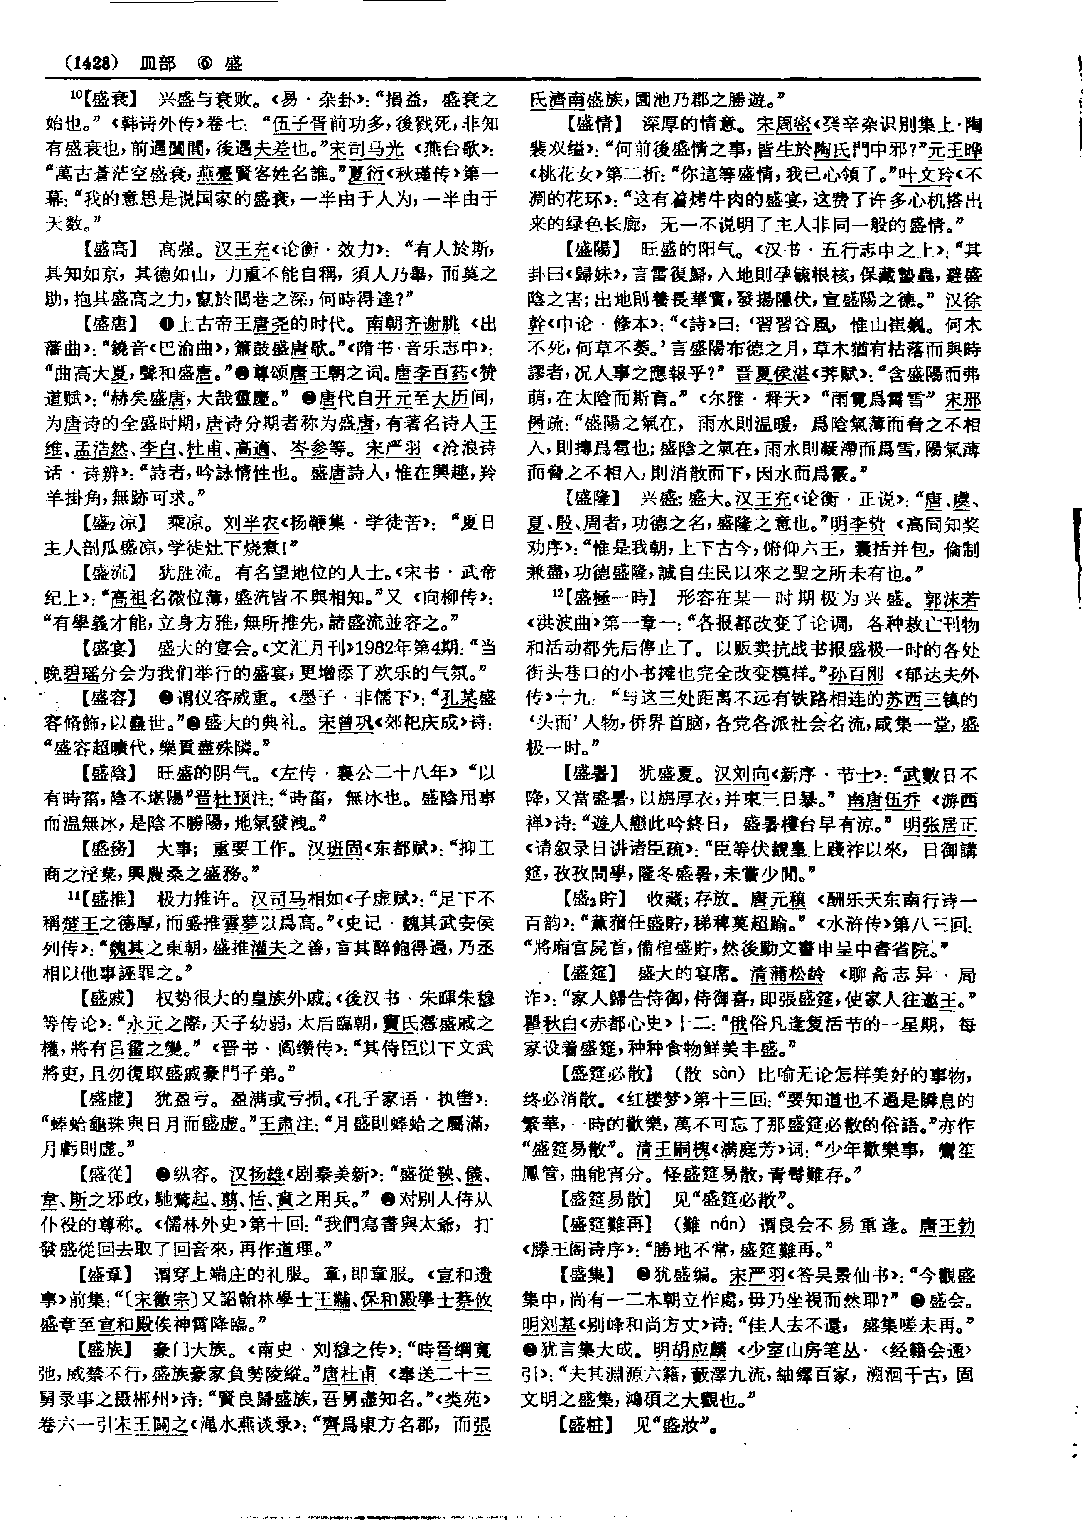 (1428) 皿部 ⑥ 盛
¹⁰【盛衰】 兴盛与衰败。《易·杂卦》：“損益，盛衰之
始也。”《韩诗外传》卷七：“伍子胥前功多，後戮死，非知
有盛衰也，前遇闔閭，後遇夫差也。”宋司马光《燕台歌》：
“萬古蒼茫空盛衰，燕臺賢客姓名誰。”夏衍《秋瑾传》第一
幕：“我的意思是说国家的盛衰，一半由于人为，一半由于
天数。”
【盛高】 高强。汉王充《论衡·效力》：“有人於斯，
其知如京，其德如山，力重不能自稱，須人乃舉，而莫之
助，抱其盛高之力，竄於閭巷之深，何時得達？”
【盛唐】 ❶上古帝王唐尧的时代。南朝齐谢朓《出
藩曲》：“鐃音《巴渝曲》，簫鼓盛唐歌。”《隋书·音乐志中》：
“曲高大夏，聲和盛唐。”❷尊颂唐王朝之词。唐李百药《赞
道赋》：“赫矣盛唐，大哉靈慶。”❸唐代自开元至大历间，
为唐诗的全盛时期，唐诗分期者称为盛唐，有著名诗人王
维、孟浩然、李白、杜甫、高適、岑参等。宋严羽《沧浪诗
话·诗辨》：“詩者，吟詠情性也。盛唐詩人，惟在興趣，羚
羊掛角，無跡可求。”
【盛₂凉】 乘凉。刘半农《扬鞭集·学徒苦》：“夏日
主人剖瓜盛凉，学徒灶下烧煮！”
【盛流】 犹胜流。有名望地位的人士。《宋书·武帝
纪上》：“高祖名微位薄，盛流皆不與相知。”又《向柳传》：
“有學義才能，立身方雅，無所推先，諸盛流並容之。”
【盛宴】 盛大的宴会。《文汇月刊》1982年第4期：“当
晚碧瑶分会为我们举行的盛宴，更增添了欢乐的气氛。”
【盛容】 ❶谓仪容威重。《墨子·非儒下》：“孔某盛
容脩飾，以蠱世。”❷盛大的典礼。宋曾巩《郊祀庆成》诗：
“盛容超曠代，樂貢盡殊隣。”
【盛陰】 旺盛的阴气。《左传·襄公二十八年》“以
有時菑，陰不堪陽”晋杜预注：“時菑，無冰也。盛陰用事
而温無冰，是陰不勝陽，地氣發洩。”
【盛務】 大事；重要工作。汉班固《东都赋》：“抑工
商之淫業，興農桑之盛務。”
¹¹【盛推】 极力推许。汉司马相如《子虚赋》：“足下不
稱楚王之德厚，而盛推雲夢以爲高。”《史记·魏其武安侯
列传》：“魏其之東朝，盛推灌夫之善，言其醉飽得過，乃丞
相以他事誣罪之。”
【盛戚】 权势很大的皇族外戚。《後汉书·朱暉朱穆
等传论》：“永元之際，天子幼弱，太后臨朝，竇氏憑盛戚之
權，將有吕霍之變。”《晋书·阎缵传》：“其侍臣以下文武
將吏，且勿復取盛戚豪門子弟。”
【盛虚】 犹盈亏。盈满或亏损。《孔子家语·执辔》：
“蜯蛤龜珠與日月而盛虚。”王肃注：“月盛則蜯蛤之屬滿，
月虧則虚。”
【盛從】 ❶纵容。汉扬雄《剧秦美新》：“盛從鞅、儀、
韋、斯之邪政，馳騖起、翦、恬、賁之用兵。”❷对别人侍从
仆役的尊称。《儒林外史》第十回：“我們寫書與太爺，打
發盛從回去取了回音來，再作道理。”
【盛章】 谓穿上端庄的礼服。章，即章服。《宣和遗
事》前集：“〔宋徽宗〕又詔翰林學士王黼、保和殿學士蔡攸
盛章至宣和殿俟神霄降臨。”
【盛族】 豪门大族。《南史·刘穆之传》：“時晋綱寬
弛，威禁不行，盛族豪家負勢陵縱。”唐杜甫《奉送二十三
舅录事之摄郴州》诗：“賢良歸盛族，吾舅盡知名。”《类苑》
卷六一引宋王闢之《渑水燕谈录》：“齊爲東方名郡，而張
氏濟南盛族，園池乃郡之勝遊。”
【盛情】 深厚的情意。宋周密《癸辛杂识别集上·陶
裴双缢》：“何前後盛情之事，皆生於陶氏門中邪？”元王晔
《桃花女》第二折：“你這等盛情，我已心領了。”叶文玲《不
凋的花环》：“这有着烤牛肉的盛宴，这费了许多心机搭出
来的绿色长廊，无一不说明了主人非同一般的盛情。”
【盛陽】 旺盛的阳气。《汉书·五行志中之上》：“其
卦曰《歸妹》，言雷復歸，入地則孕毓根核，保藏蟄蟲，避盛
陰之害；出地則養長華實，發揚隱伏，宣盛陽之德。”汉徐
幹《中论·修本》：“《詩》曰：‘習習谷風，惟山崔巍。何木
不死，何草不萎。’言盛陽布德之月，草木猶有枯落而與時
謬者，况人事之應報乎？”晋夏侯湛《荠赋》：“含盛陽而弗
萌，在太陰而斯育。”《尔雅·释天》“雨霓爲霄雪”宋邢
昺疏：“盛陽之氣在，雨水則温暖，爲陰氣薄而脅之不相
入，則摶爲雹也；盛陰之氣在，雨水則凝滯而爲雪，陽氣薄
而脅之不相入，則消散而下，因水而爲霰。”
【盛隆】 兴盛；盛大。汉王充《论衡·正说》：“唐、虞、
夏、殷、周者，功德之名，盛隆之意也。”明李贽《高同知奖
劝序》：“惟是我朝，上下古今，俯仰六王，囊括并包，倫制
兼盡，功德盛隆，誠自生民以來之聖之所未有也。”
¹²【盛極一時】 形容在某一时期极为兴盛。郭沫若
《洪波曲》第一章一：“各报都改变了论调，各种救亡刊物
和活动都先后停止了。以贩卖抗战书报盛极一时的各处
街头巷口的小书摊也完全改变模样。”孙百刚《郁达夫外
传》十九：“与这三处距离不远有铁路相连的苏西三镇的
‘头而’人物，侨界首脑，各党各派社会名流，咸集一堂，盛
极一时。”
【盛暑】 犹盛夏。汉刘向《新序·节士》：“武數日不
降，又當盛暑，以旃厚衣，并束三日暴。”南唐伍乔《游西
禅》诗：“遊人戀此吟終日，盛暑樓台早有涼。”明张居正
《请叙录日讲诸臣疏》：“臣等伏覩皇上踐祚以來，日御講
筵，孜孜問學，隆冬盛暑，未嘗少閒。”
【盛₂貯】 收藏；存放。唐元稹《酬乐天东南行诗一
百韵》：“薰蕕任盛貯，稊稗莫超踰。”《水浒传》第八三回：
“將廂官屍首，備棺盛貯，然後動文書申呈中書省院。”
【盛筵】 盛大的宴席。清蒲松龄《聊斋志异·局
诈》：“家人歸告侍御，侍御喜，即張盛筵，使家人往邀王。”
瞿秋白《赤都心史》十二：“俄俗凡逢复活节的一星期，每
家设着盛筵，种种食物鲜美丰盛。”
【盛筵必散】 (散 sàn)比喻无论怎样美好的事物，
终必消散。《红楼梦》第十三回：“要知道也不過是瞬息的
繁華，一時的歡樂，萬不可忘了那盛筵必散的俗語。”亦作
“盛筵易散”。清王嗣槐《满庭芳》词：“少年歡樂事，鸞笙
鳳管，曲能宵分。怪盛筵易散，青鬢難存。”
【盛筵易散】 见“盛筵必散”。
【盛筵難再】 (難 nán)谓良会不易重逢。唐王勃
《滕王阁诗序》：“勝地不常，盛筵難再。”
【盛集】 ❶犹盛编。宋严羽《答吴景仙书》：“今觀盛
集中，尚有一二本朝立作處，毋乃坐視而然耶？”❷盛会。
明刘基《别峰和尚方丈》诗：“佳人去不還，盛集嗟未再。”
❸犹言集大成。明胡应麟《少室山房笔丛·〈经籍会通〉
引》：“夫其淵源六籍，藪澤九流，紬繹百家，溯洄千古，固
文明之盛集，鴻碩之大觀也。”
【盛粧】 见“盛妝”。